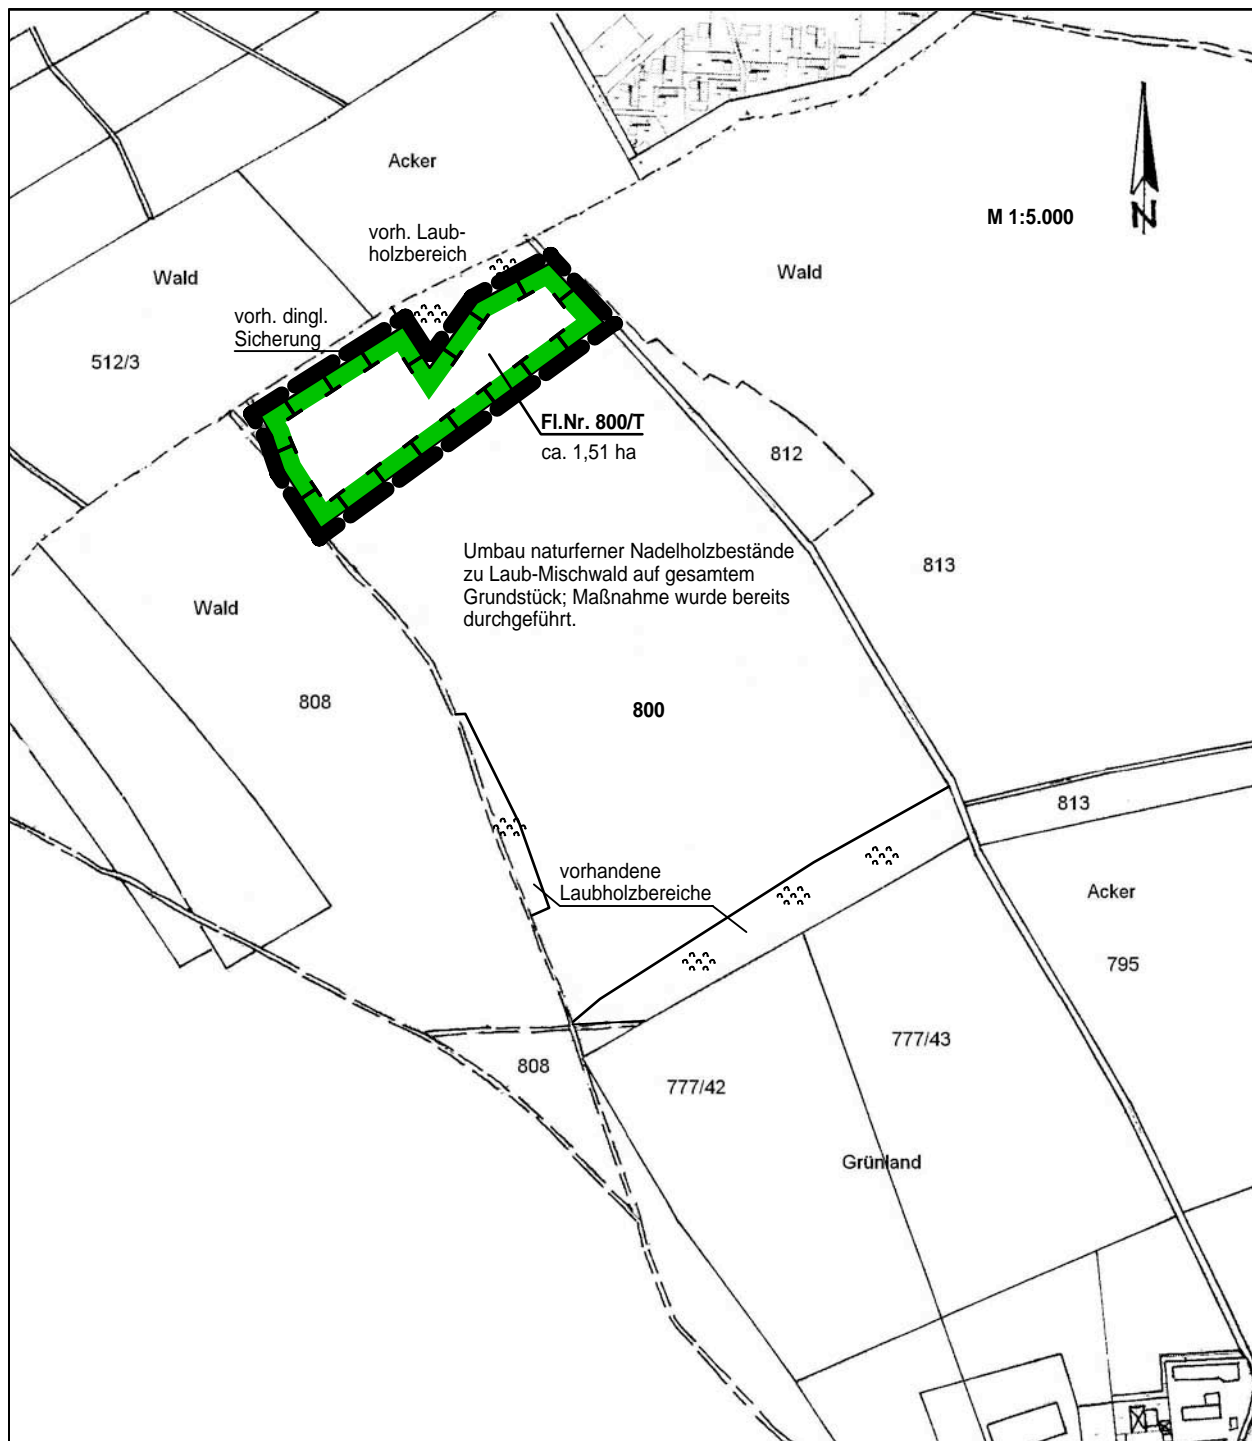 Acker
M 1:5.000
N
vorh. Laub-
holzbereich
Wald
Wald
vorh. dingl.
Sicherung
512/3
Fl.Nr. 800/T
ca. 1,51 ha
812
Umbau naturferner Nadelholzbestände
zu Laub-Mischwald auf gesamtem
Grundstück; Maßnahme wurde bereits
durchgeführt.
813
Wald
808
800
813
vorhandene
Laubholzbereiche
Acker
795
777/43
808
777/42
Grünland